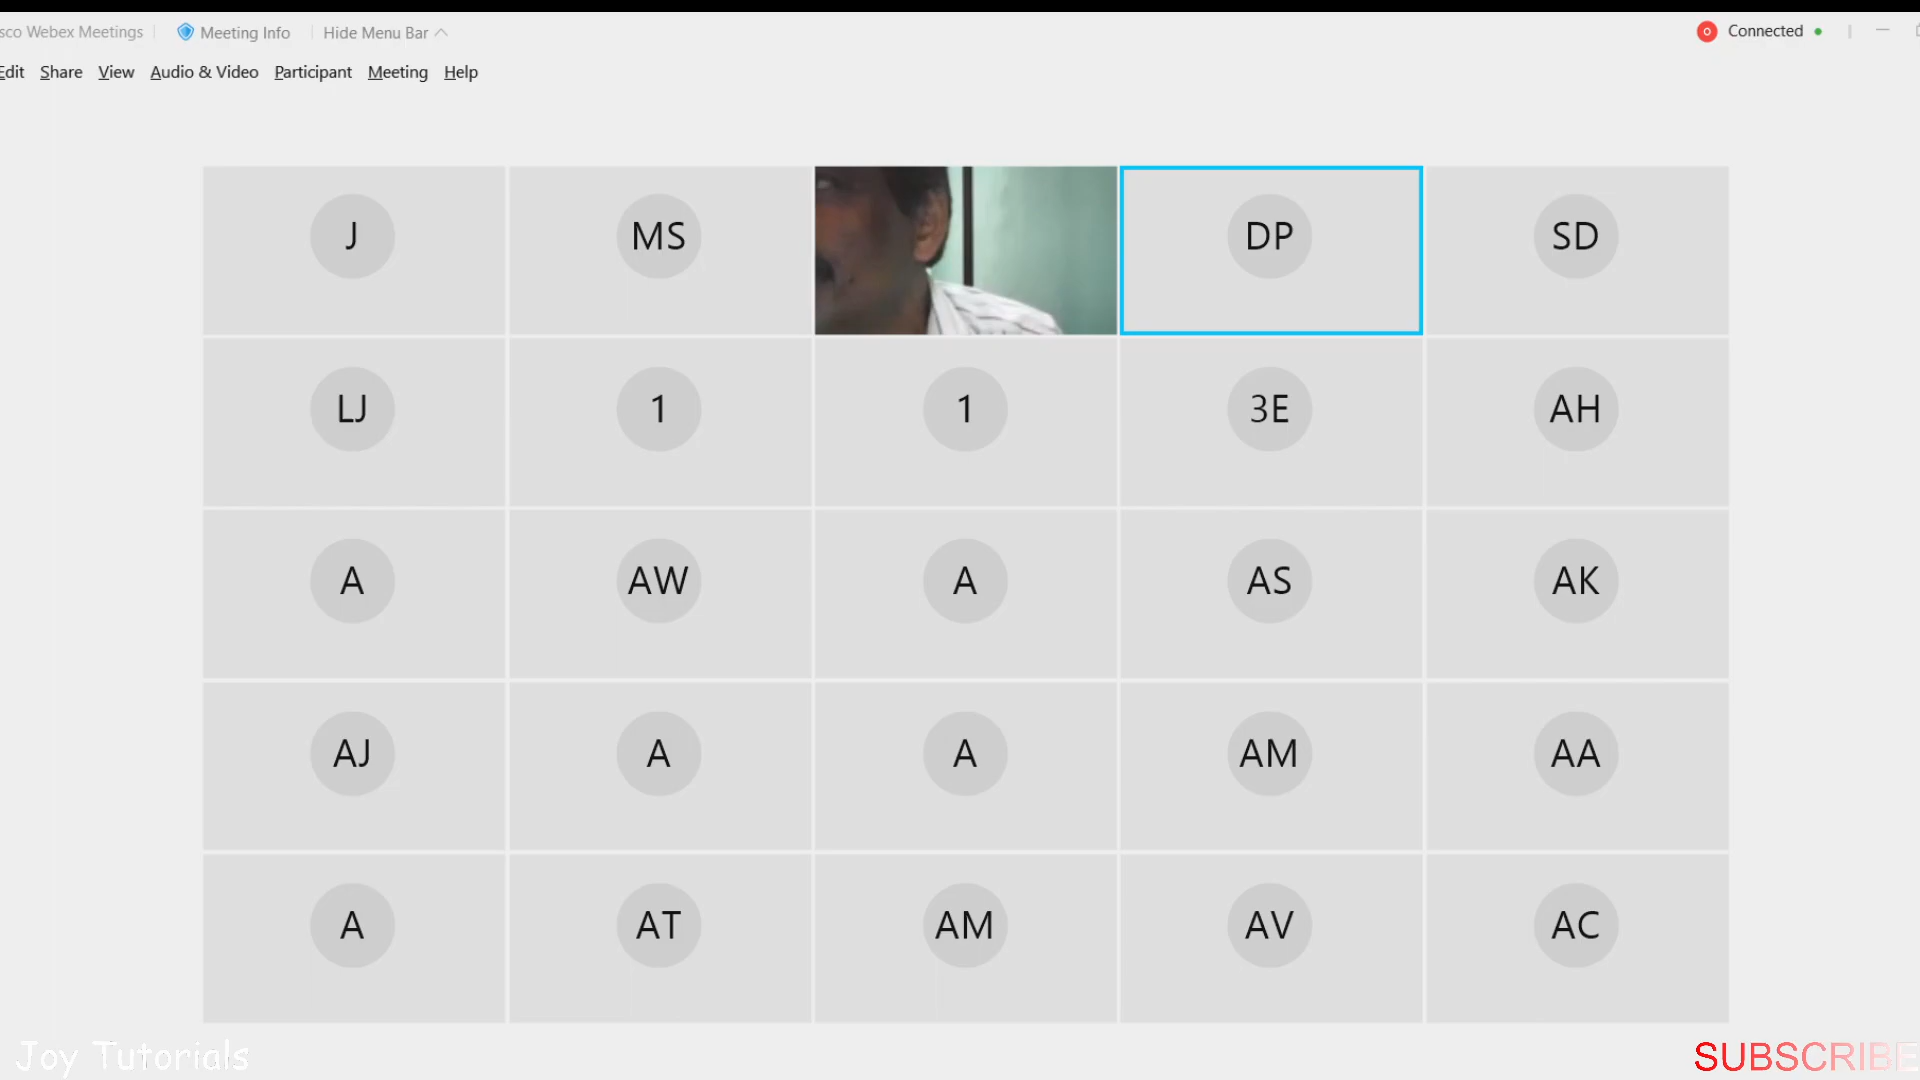 sco Webex Meetings Meeting Info Hide Menu Bar Connected
Edit Share View Audio & Video Participant Meeting Help
J MS DP SD
LJ 1 1 3E AH
A AW A AS AK
AJ A A AM AA
A AT AM AV AC
Joy Tutorials SUBSCRIBE